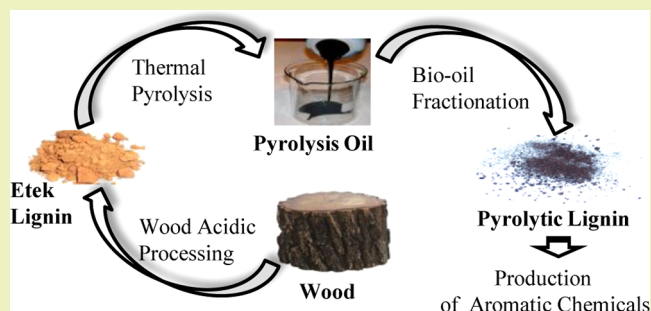 Thermal
Pyrolysis
Pyrolysis Oil
Bio-oil
Fractionation
Etek
Lignin
Wood Acidic
Processing
Wood
Pyrolytic Lignin
Production
of Aromatic Chemicals